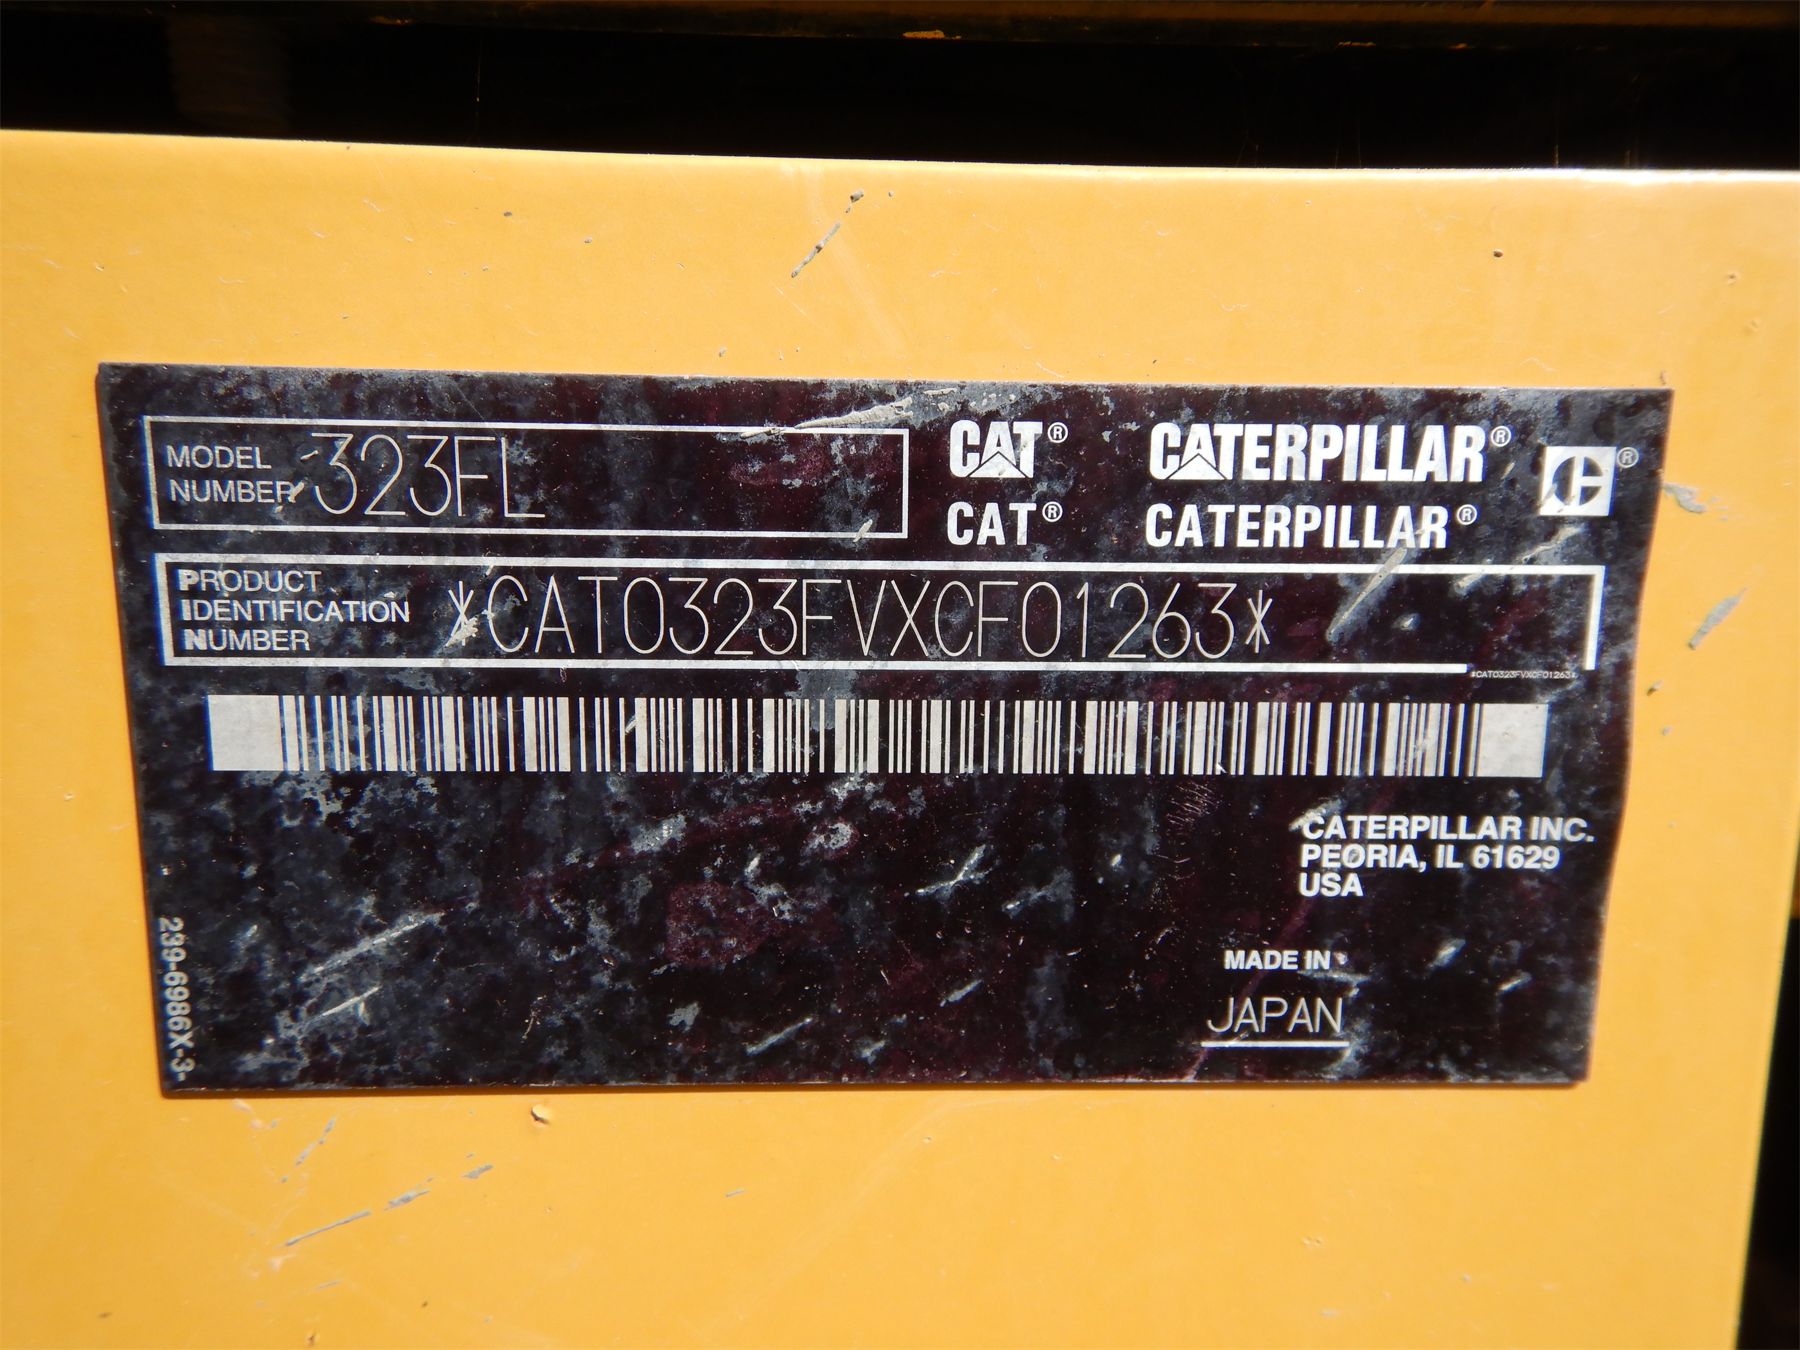 MODEL
NUMBER 323FL
CAT® CATERPILLAR® ®
CAT® CATERPILLAR®
PRODUCT
IDENTIFICATION
NUMBER
*CAT0323FVXCF01263*
*CAT0323FVXCF01263*
CATERPILLAR INC.
PEORIA, IL 61629
USA
MADE IN
JAPAN
239-6986X-3